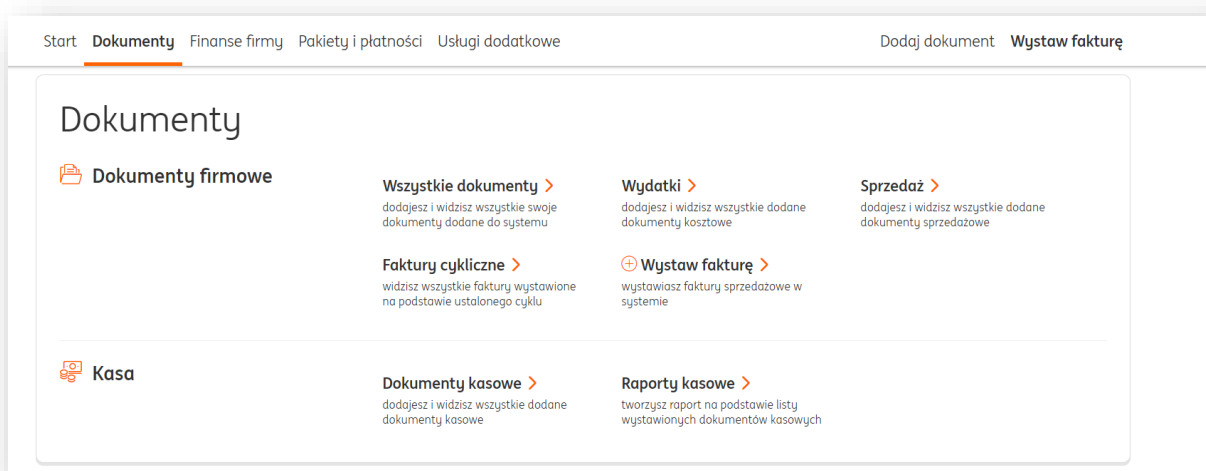 Start Dokumenty Finanse firmy Pakiety i płatności Usługi dodatkowe Dodaj dokument Wystaw fakturę
Dokumenty
Dokumenty firmowe
Wszystkie dokumenty
dodajesz i widzisz wszystkie swoje
dokumenty dodane do systemu
Wydatki
dodajesz i widzisz wszystkie dodane
dokumenty kosztowe
Sprzedaż
dodajesz i widzisz wszystkie dodane
dokumenty sprzedażowe
Faktury cykliczne
widzisz wszystkie faktury wystawione
na podstawie ustalonego cyklu
Wystaw fakturę
wystawiasz faktury sprzedażowe w
systemie
Kasa
Dokumenty kasowe
dodajesz i widzisz wszystkie dodane
dokumenty kasowe
Raporty kasowe
tworzysz raport na podstawie listy
wystawionych dokumentów kasowych